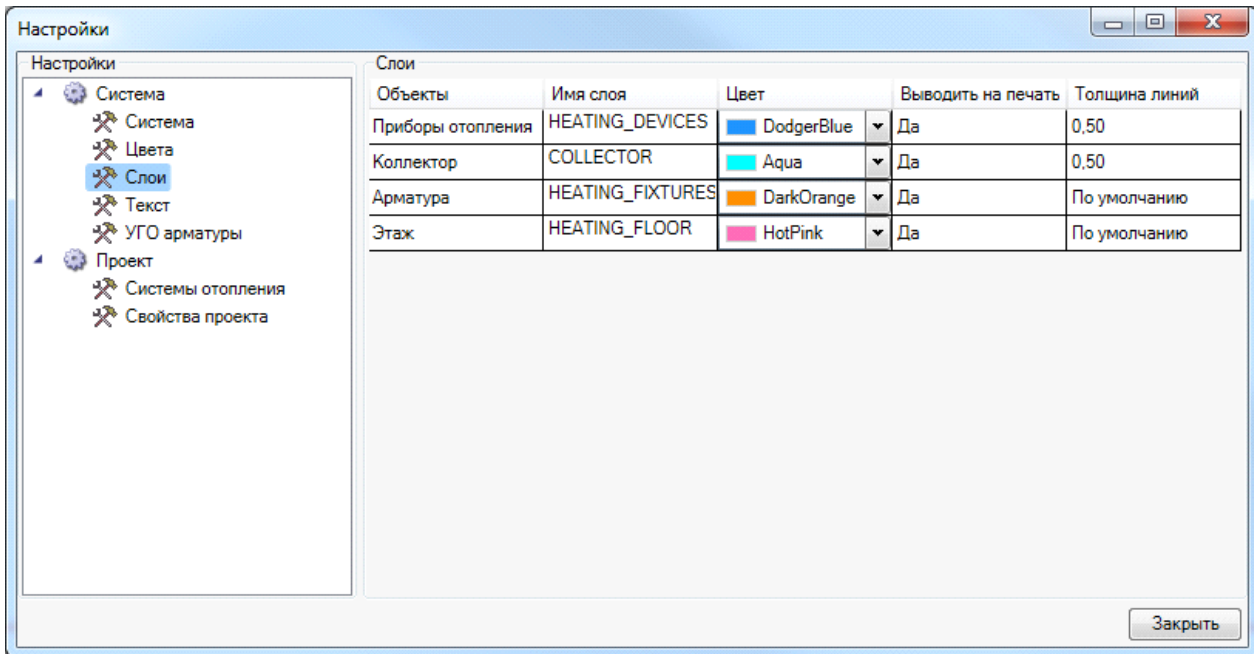 Настройки
Настройки
Система
Система
Цвета
Слои
Текст
УГО арматуры
Проект
Системы отопления
Свойства проекта
Слои
Объекты Имя слоя Цвет Выводить на печать Толщина линий
Приборы отопления HEATING_DEVICES DodgerBlue Да 0,50
Коллектор COLLECTOR Aqua Да 0,50
Арматура HEATING_FIXTURES DarkOrange Да По умолчанию
Этаж HEATING_FLOOR HotPink Да По умолчанию
Закрыть